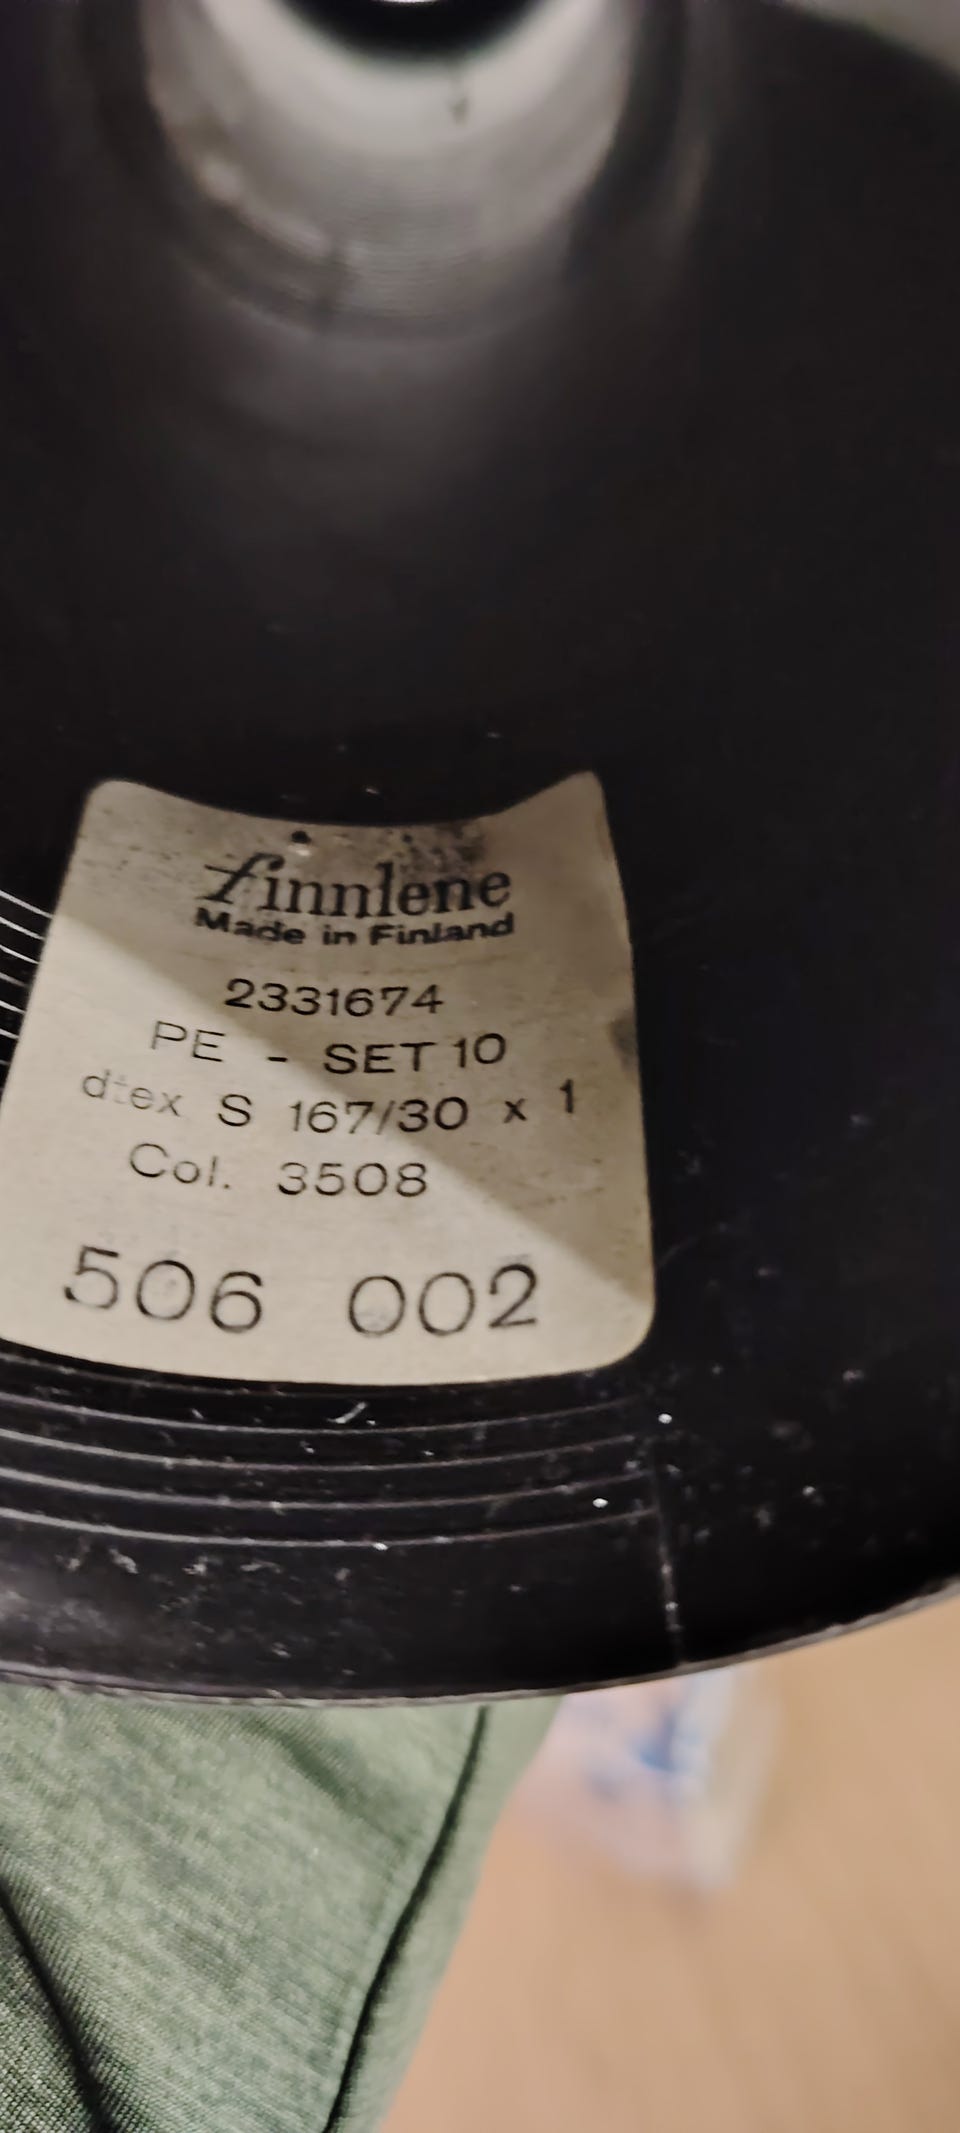 finnlene
Made in Finland
2331674
PE - SET 10
dtex S 167/30 x 1
Col. 3508
506 002